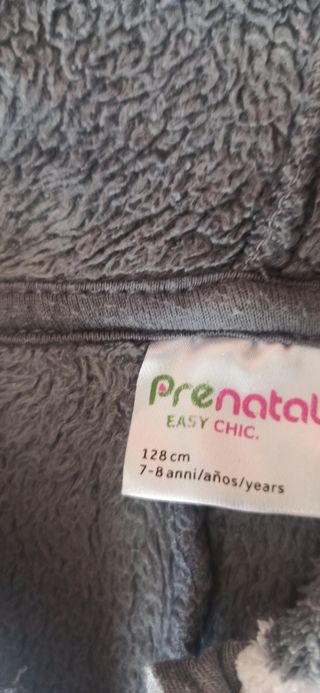 Prenatal
EASY CHIC.
128 cm
7-8 anni/años/years